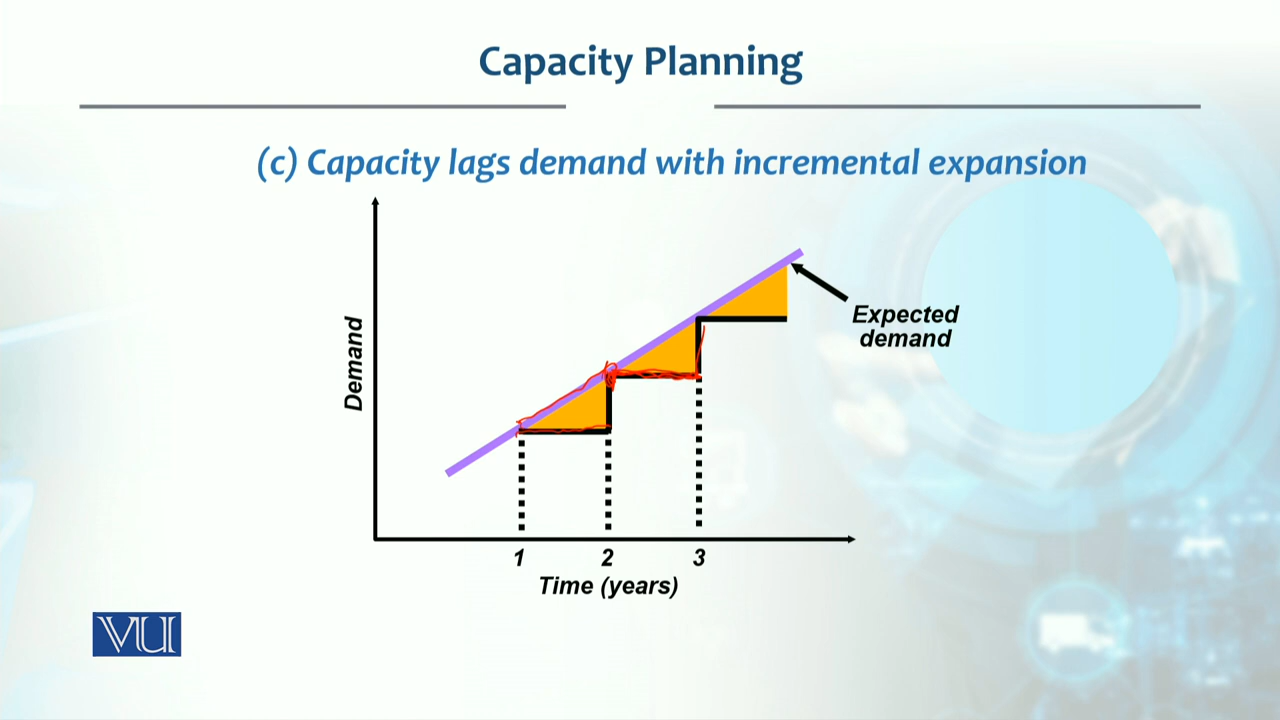 Capacity Planning
(c) Capacity lags demand with incremental expansion
Demand
Expected
demand
1 2 3
Time (years)
VU